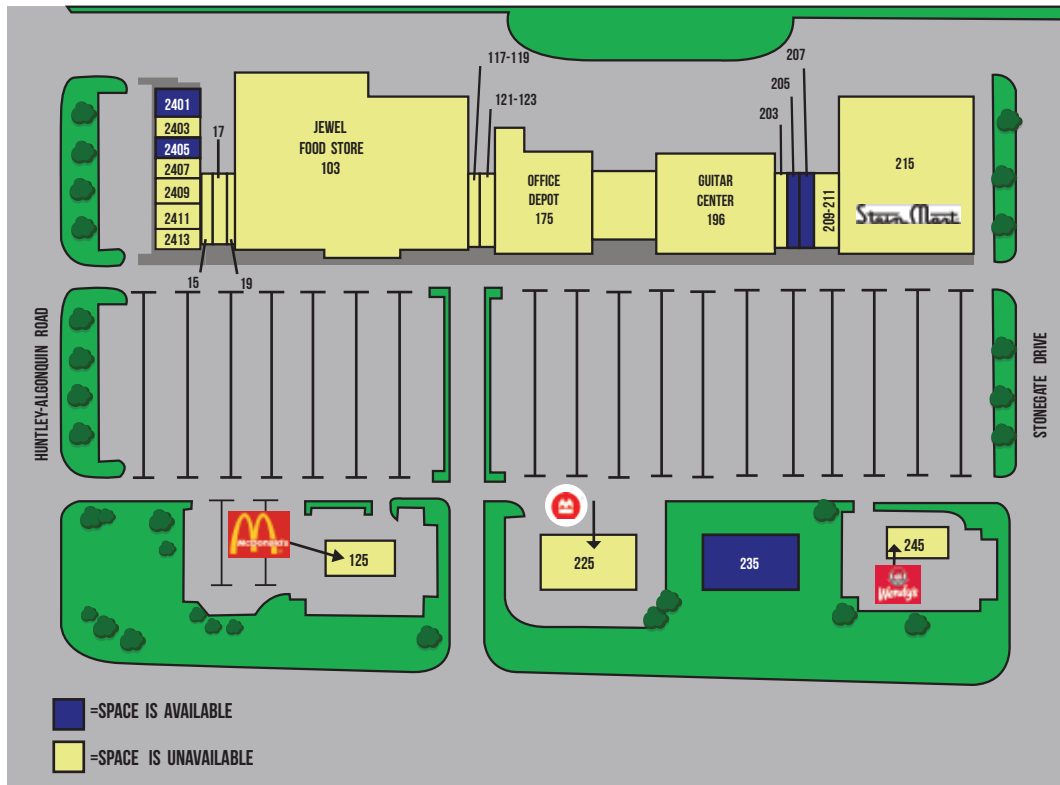 207
117-119
205
121-123
203
2401
2403
2405
2407
2409
2411
2413
17
JEWEL
FOOD STORE
103
OFFICE
DEPOT
175
GUITAR
CENTER
196
209-211
215
Stein Mart
15
19
HUNTLEY-ALGONQUIN ROAD
STONEGATE DRIVE
McDonald's
125
225
235
245
Wendy's
=SPACE IS AVAILABLE
=SPACE IS UNAVAILABLE